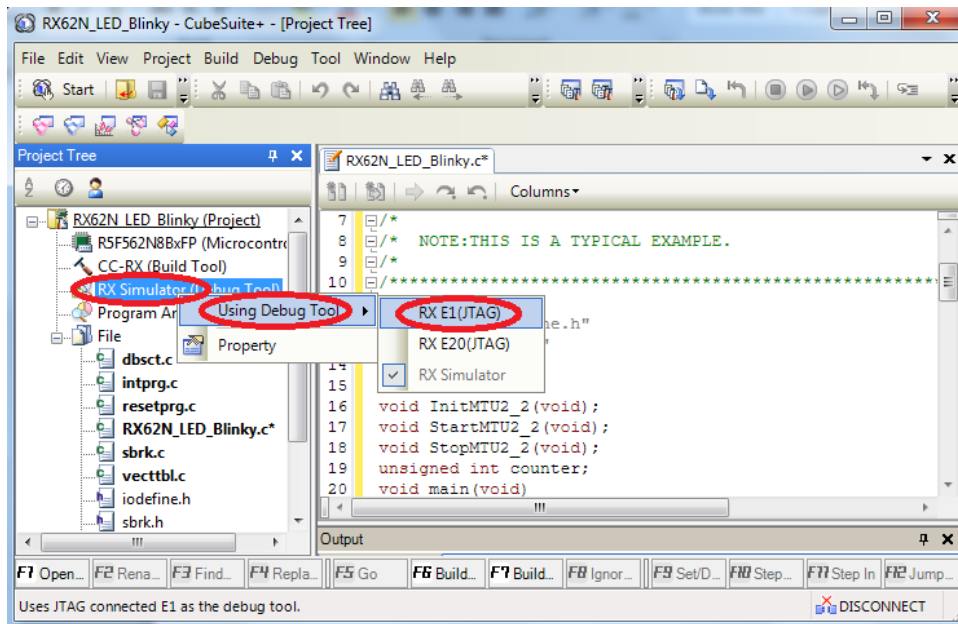 RX62N_LED_Blinky - CubeSuite+ - [Project Tree]
File Edit View Project Build Debug Tool Window Help
Start
Project Tree
RX62N_LED_Blinky.c*
Columns
RX62N_LED_Blinky (Project)
R5F562N8BxFP (Microcontro
CC-RX (Build Tool)
RX Simulator (Debug Tool)
Program An
File
dbsct.c
intprg.c
resetprg.c
RX62N_LED_Blinky.c*
sbrk.c
vecttbl.c
iodefine.h
sbrk.h
Using Debug Tool
Property
RX E1(JTAG)
RX E20(JTAG)
RX Simulator
7 /*
8 /* NOTE:THIS IS A TYPICAL EXAMPLE.
9 /*
10 /*****************************************************
ne.h"
"
14
15
16 void InitMTU2_2(void);
17 void StartMTU2_2(void);
18 void StopMTU2_2(void);
19 unsigned int counter;
20 void main(void)
Output
F1 Open... F2 Rena... F3 Find... F4 Repla... F5 Go F6 Build... F7 Build... F8 Ignor... F9 Set/D... F10 Step... F11 Step In F12 Jump...
Uses JTAG connected E1 as the debug tool. DISCONNECT